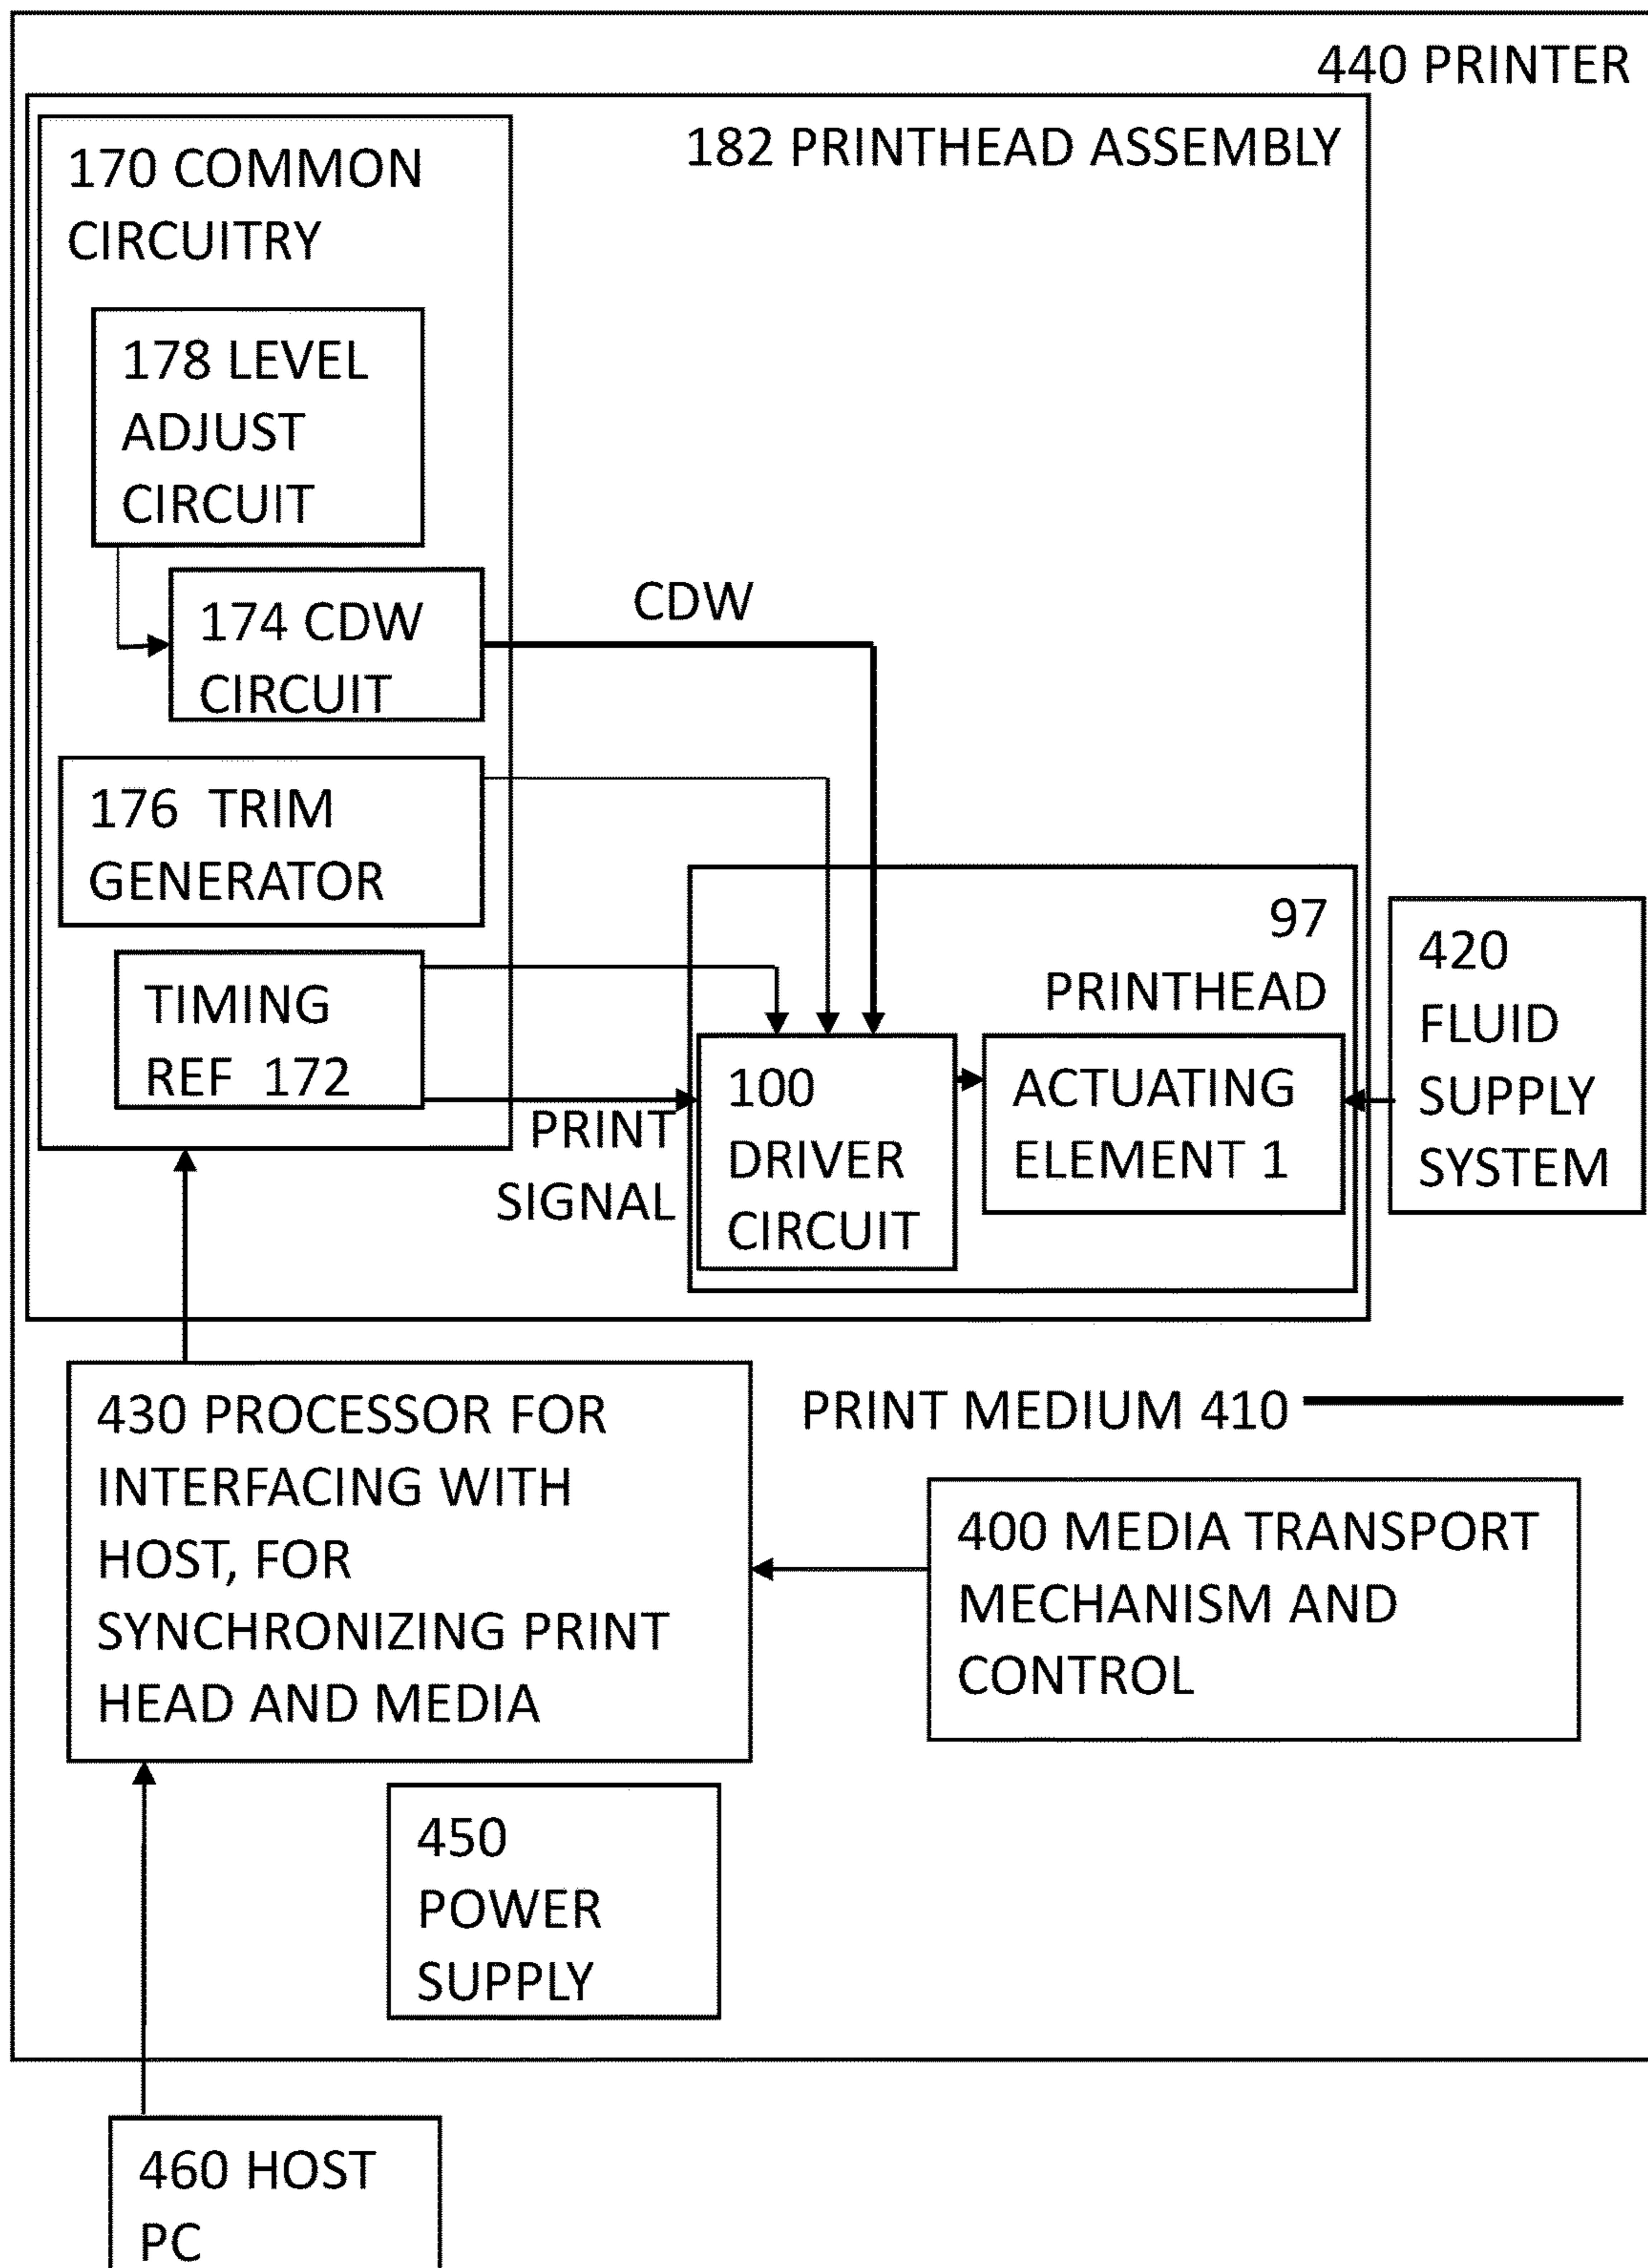 440 PRINTER
182 PRINTHEAD ASSEMBLY
170 COMMON
CIRCUITRY
178 LEVEL
ADJUST
CIRCUIT
174 CDW
CIRCUIT
CDW
176 TRIM
GENERATOR
TIMING
REF 172
PRINT
SIGNAL
97
PRINTHEAD
100
DRIVER
CIRCUIT
ACTUATING
ELEMENT 1
420
FLUID
SUPPLY
SYSTEM
430 PROCESSOR FOR
INTERFACING WITH
HOST, FOR
SYNCHRONIZING PRINT
HEAD AND MEDIA
PRINT MEDIUM 410
400 MEDIA TRANSPORT
MECHANISM AND
CONTROL
450
POWER
SUPPLY
460 HOST
PC